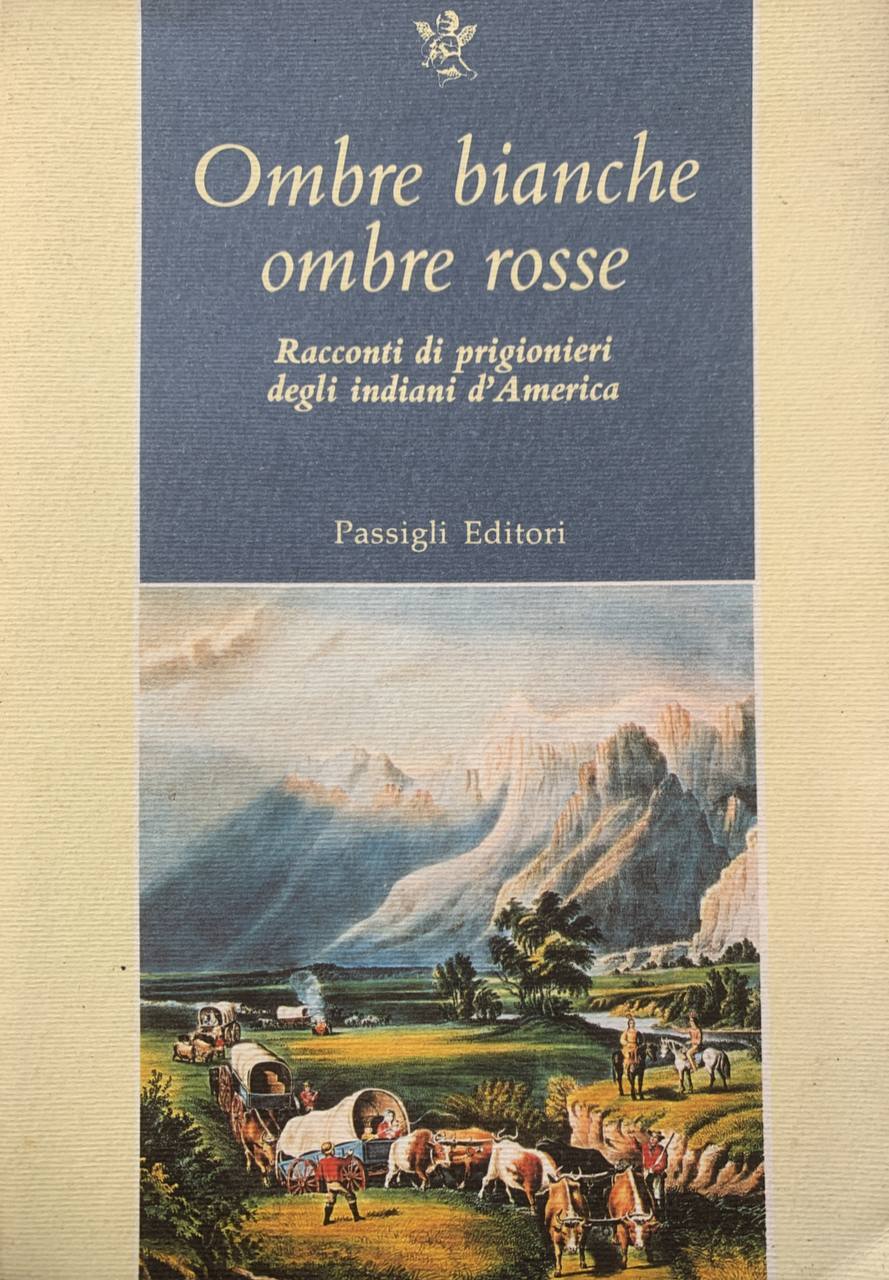 Ombre bianche
ombre rosse
Racconti di prigionieri
degli indiani d'America
Passigli Editori